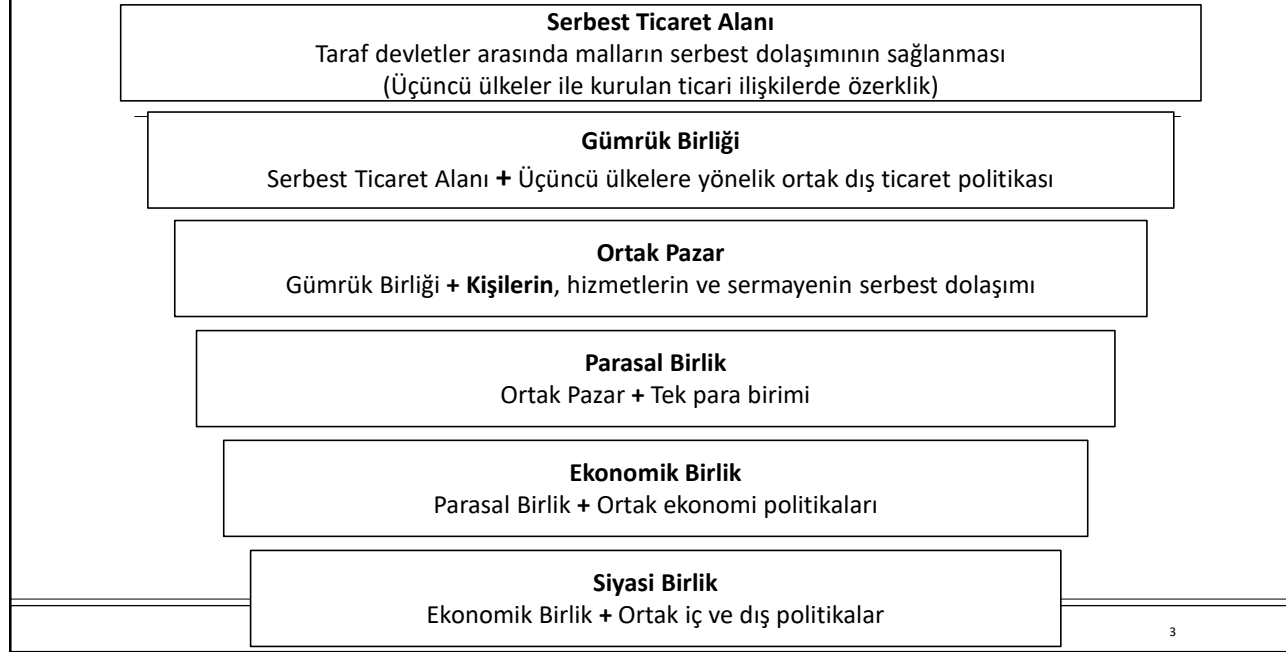 Serbest Ticaret Alanı
Taraf devletler arasında malların serbest dolaşımının sağlanması
(Üçüncü ülkeler ile kurulan ticari ilişkilerde özerklik)
Gümrük Birliği
Serbest Ticaret Alanı + Üçüncü ülkelere yönelik ortak dış ticaret politikası
Ortak Pazar
Gümrük Birliği + Kişilerin, hizmetlerin ve sermayenin serbest dolaşımı
Parasal Birlik
Ortak Pazar + Tek para birimi
Ekonomik Birlik
Parasal Birlik + Ortak ekonomi politikaları
Siyasi Birlik
Ekonomik Birlik + Ortak iç ve dış politikalar
3